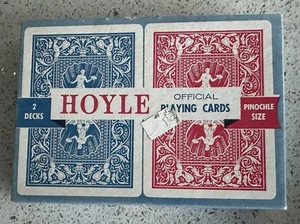 2
DECKS
HOYLE
OFFICIAL
PLAYING CARDS
PINOCHLE
SIZE